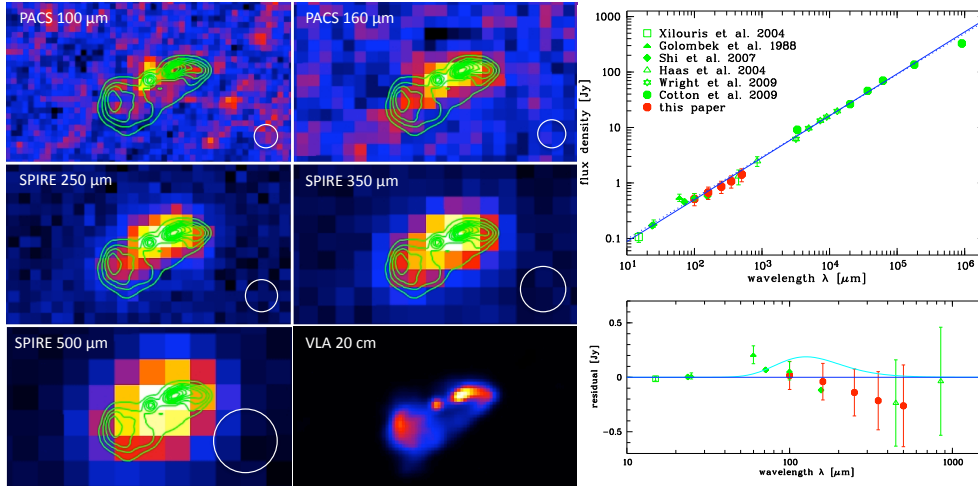 PACS 100 μm
PACS 160 μm
SPIRE 250 μm
SPIRE 350 μm
SPIRE 500 μm
VLA 20 cm
1000
100
10
1
0.1
flux density [Jy]
Xilouris et al. 2004
Golombek et al. 1988
Shi et al. 2007
Haas et al. 2004
Wright et al. 2009
Cotton et al. 2009
this paper
10¹ 10² 10³ 10⁴ 10⁵ 10⁶
wavelength λ [μm]
0.5
0
-0.5
residual [Jy]
10 100 1000
wavelength λ [μm]